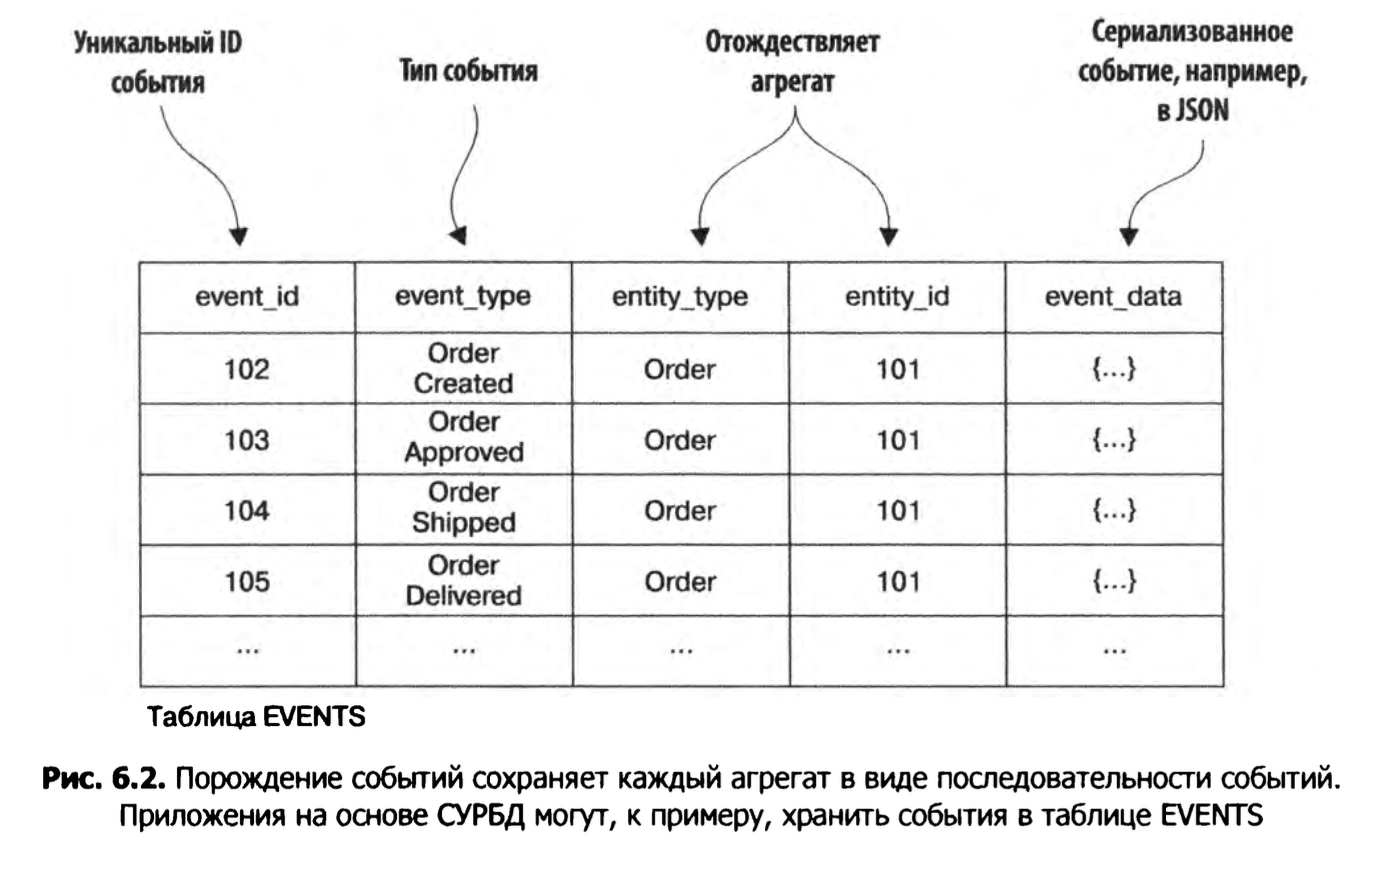 Уникальный ID
события
Тип события
Отождествляет
агрегат
Сериализованное
событие, например,
в JSON
event_id event_type entity_type entity_id event_data
102 Order Created Order 101 {...}
103 Order Approved Order 101 {...}
104 Order Shipped Order 101 {...}
105 Order Delivered Order 101 {...}
... ... ... ... ...
Таблица EVENTS
Рис. 6.2. Порождение событий сохраняет каждый агрегат в виде последовательности событий.
Приложения на основе СУРБД могут, к примеру, хранить события в таблице EVENTS